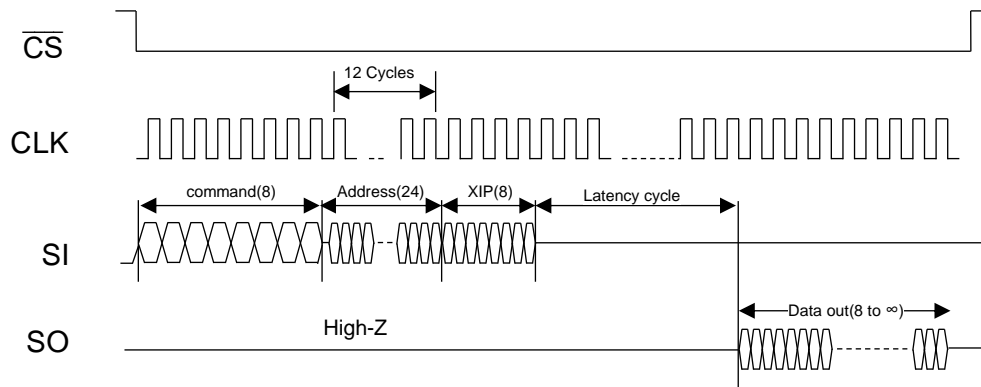 CS
12 Cycles
CLK
command(8) Address(24) XIP(8) Latency cycle
SI
Data out(8 to ∞)
High-Z
SO